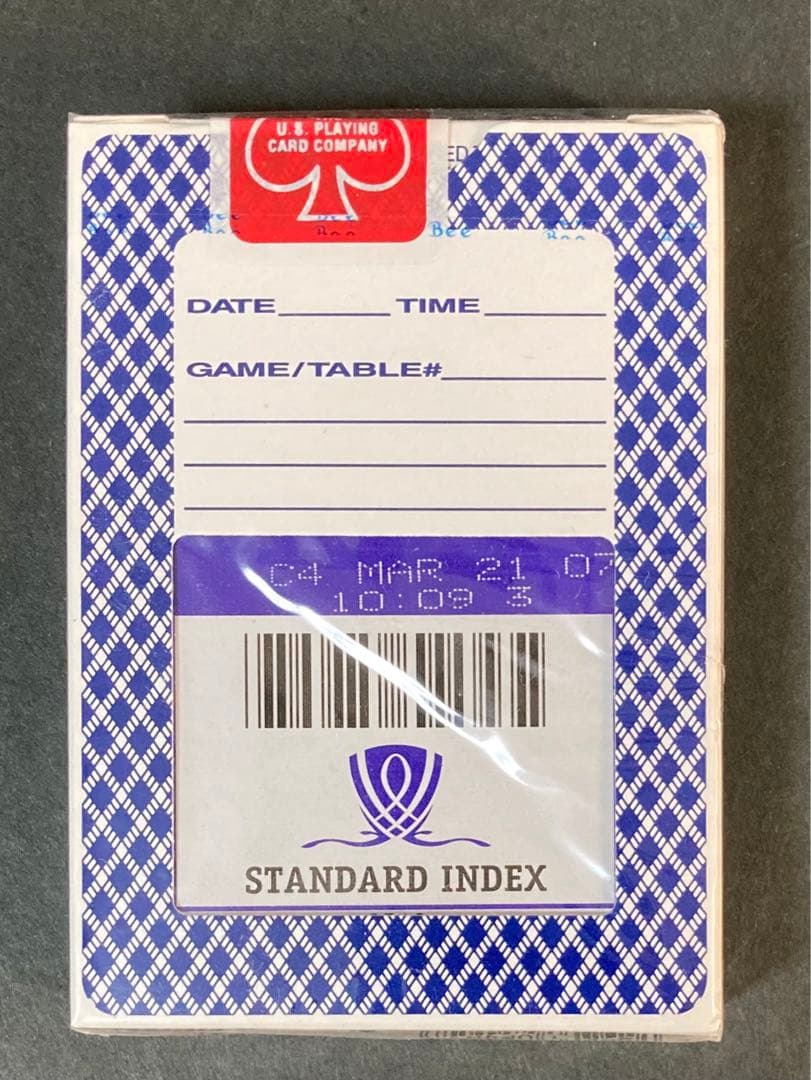 U.S. PLAYING
CARD COMPANY
Bee
DATE TIME
GAME/TABLE#
C4 MAR 21 07
10:09 3
STANDARD INDEX